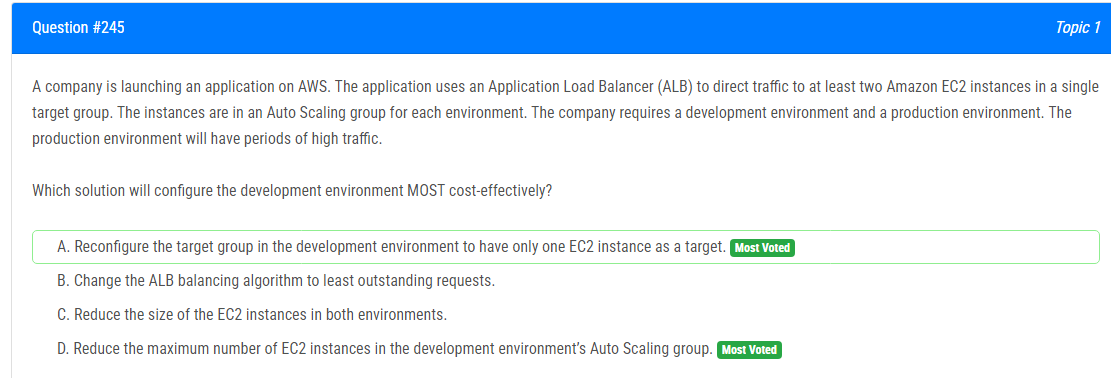 Question #245
Topic 1
A company is launching an application on AWS. The application uses an Application Load Balancer (ALB) to direct traffic to at least two Amazon EC2 instances in a single
target group. The instances are in an Auto Scaling group for each environment. The company requires a development environment and a production environment. The
production environment will have periods of high traffic.
Which solution will configure the development environment MOST cost-effectively?
A. Reconfigure the target group in the development environment to have only one EC2 instance as a target. Most Voted
B. Change the ALB balancing algorithm to least outstanding requests.
C. Reduce the size of the EC2 instances in both environments.
D. Reduce the maximum number of EC2 instances in the development environment's Auto Scaling group. Most Voted